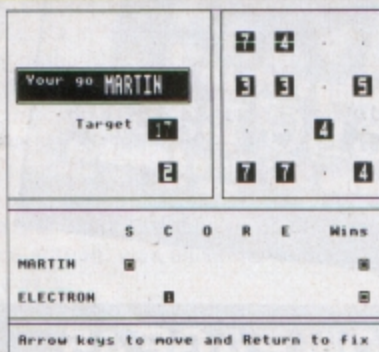 7 4
Your go MARTIN
3 3 5
Target 17
4
2
7 7 4
S C O R E Wins
MARTIN
ELECTRON
Arrow keys to move and Return to fix